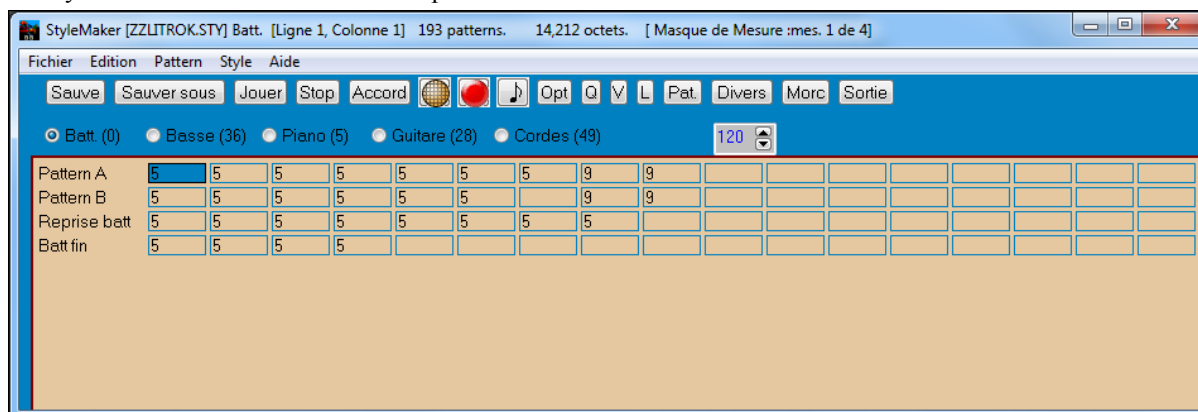 StyleMaker [ZZLITROK.STY] Batt. [Ligne 1, Colonne 1] 193 patterns. 14,212 octets. [ Masque de Mesure :mes. 1 de 4]
Fichier Edition Pattern Style Aide
Sauve Sauver sous Jouer Stop Accord Opt Q V L Pat. Divers Morc Sortie
Batt. (0) Basse (36) Piano (5) Guitare (28) Cordes (49) 120
Pattern A 5 5 5 5 5 5 5 9 9
Pattern B 5 5 5 5 5 5 9 9
Reprise batt 5 5 5 5 5 5 5 5
Batt fin 5 5 5 5